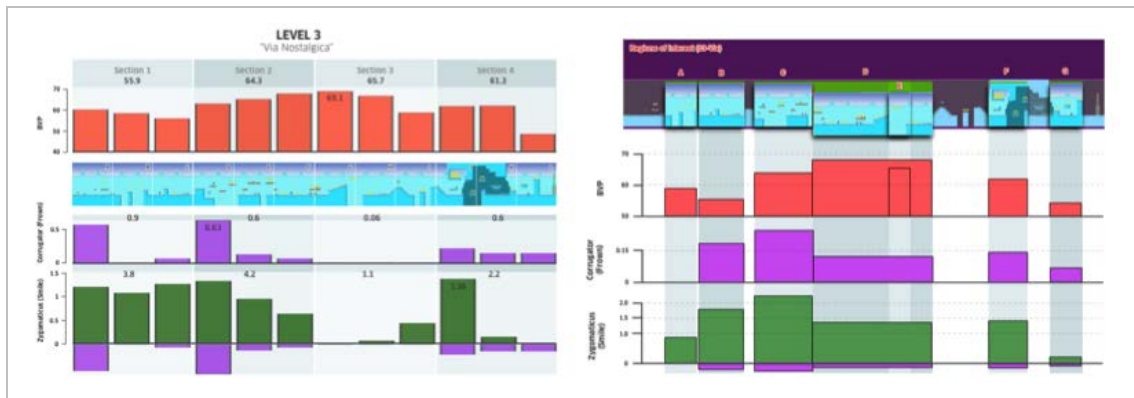 LEVEL 3
"Via Nostalgica"
Section 1
55.9
Section 2
64.3
Section 3
65.7
Section 4
61.3
BVP
70
60
50
40
69.1
Corrugator (Frown)
0.5
0
0.9
0.6
0.06
0.6
0.63
Zygomaticus (Smile)
1.5
1
0.5
0
3.8
4.2
1.1
2.2
Regions of Interest
A
B
C
D
E
F
G
BVP
70
60
50
Corrugator
(Frown)
0.15
0
Zygomaticus
(Smile)
2.0
1.5
1.0
0